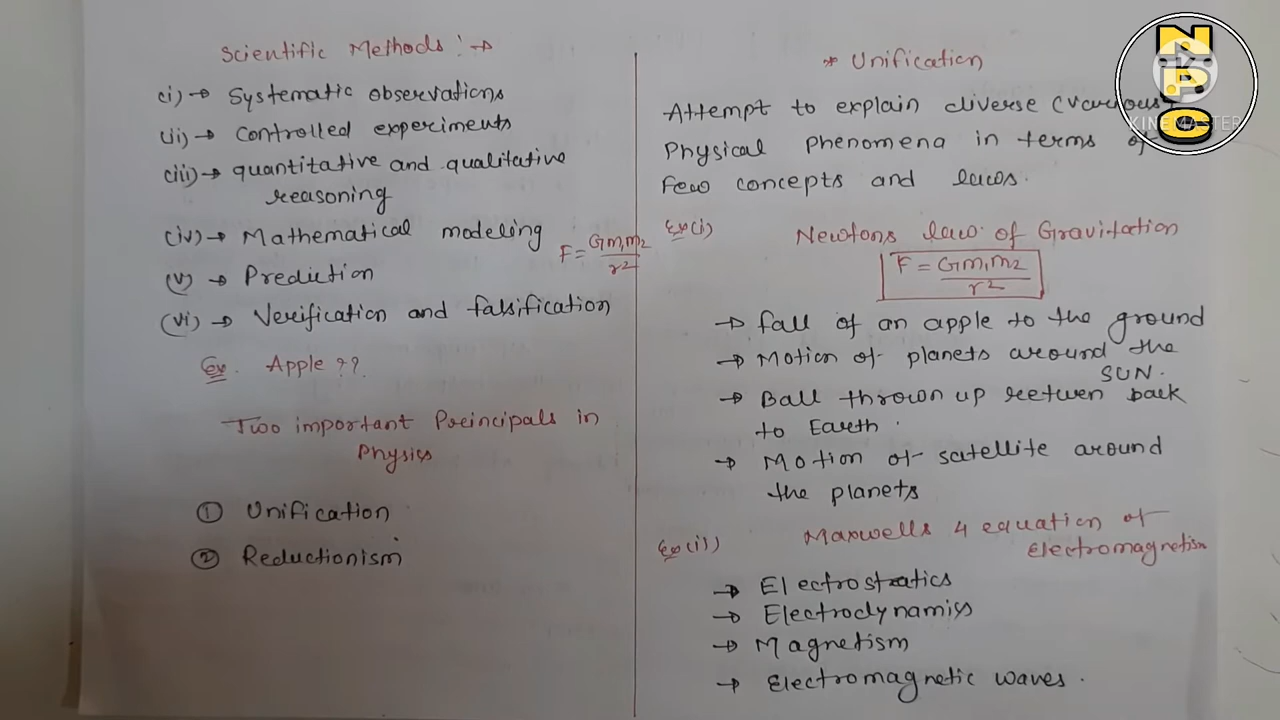 Scientific Methods :→
(i) → Systematic observations
(ii) → Controlled experiments
(iii) → quantitative and qualitative
reasoning
(iv) → Mathematical modeling
F = Gm1m2/r2
(v) → Prediction
(vi) → Verification and falsification
Ex. Apple ??
Two important Preincipals in
Physics
① Unification
② Reductionism
* Unification
Attempt to explain diverse (various)
Physical phenomena in terms of
few concepts and laws.
Ex(i) Newtons law of Gravitation
F = Gm1m2/r2
→ fall of an apple to the ground
→ Motion of planets around the
SUN.
→ Ball thrown up reetwen back
to Earth.
→ Motion of satellite around
the planets
Ex(ii) Maxwells 4 equation of
Electromagnetism
→ Electrostatics
→ Electrodynamiss
→ Magnetism
→ Electromagnetic waves.
N
P
C
KINEMASTER